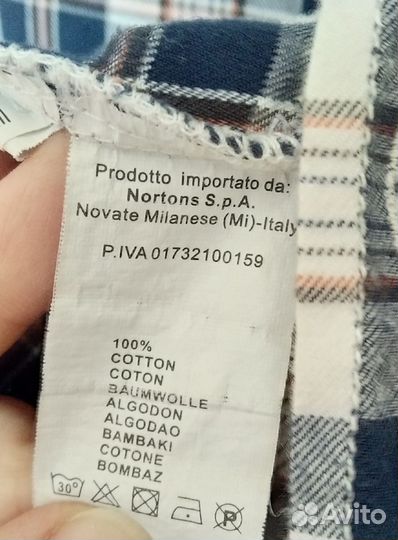 Prodotto importato da:
Nortons S.p.A.
Novate Milanese (Mi)-Italy
P.IVA 01732100159
100%
COTTON
COTON
BAUMWOLLE
ALGODON
ALGODAO
BAMBAKI
COTONE
BOMBAZ
30°
P
Avito